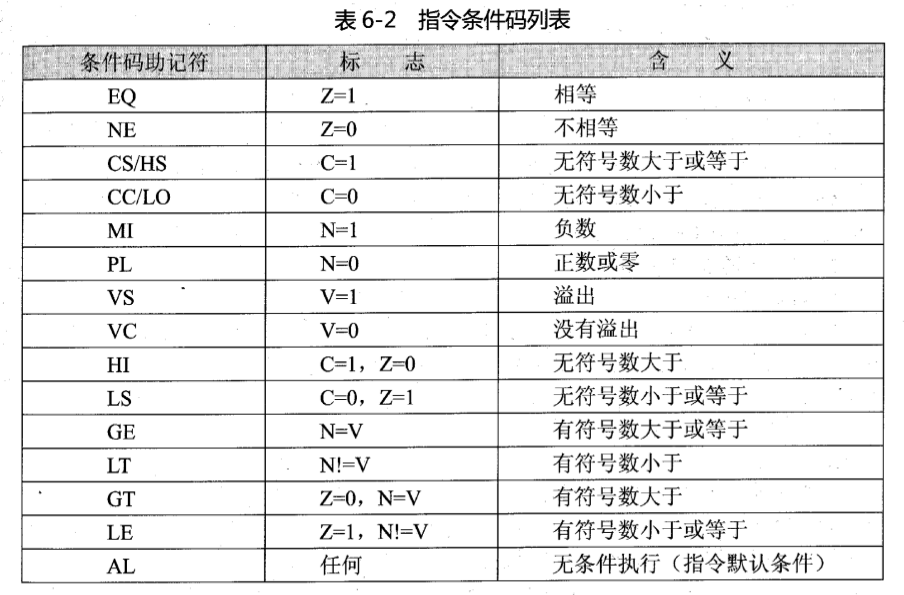 表 6-2 指令条件码列表
条件码助记符 标 志 含 义
EQ Z=1 相等
NE Z=0 不相等
CS/HS C=1 无符号数大于或等于
CC/LO C=0 无符号数小于
MI N=1 负数
PL N=0 正数或零
VS V=1 溢出
VC V=0 没有溢出
HI C=1，Z=0 无符号数大于
LS C=0，Z=1 无符号数小于或等于
GE N=V 有符号数大于或等于
LT N!=V 有符号数小于
GT Z=0，N=V 有符号数大于
LE Z=1，N!=V 有符号数小于或等于
AL 任何 无条件执行（指令默认条件）